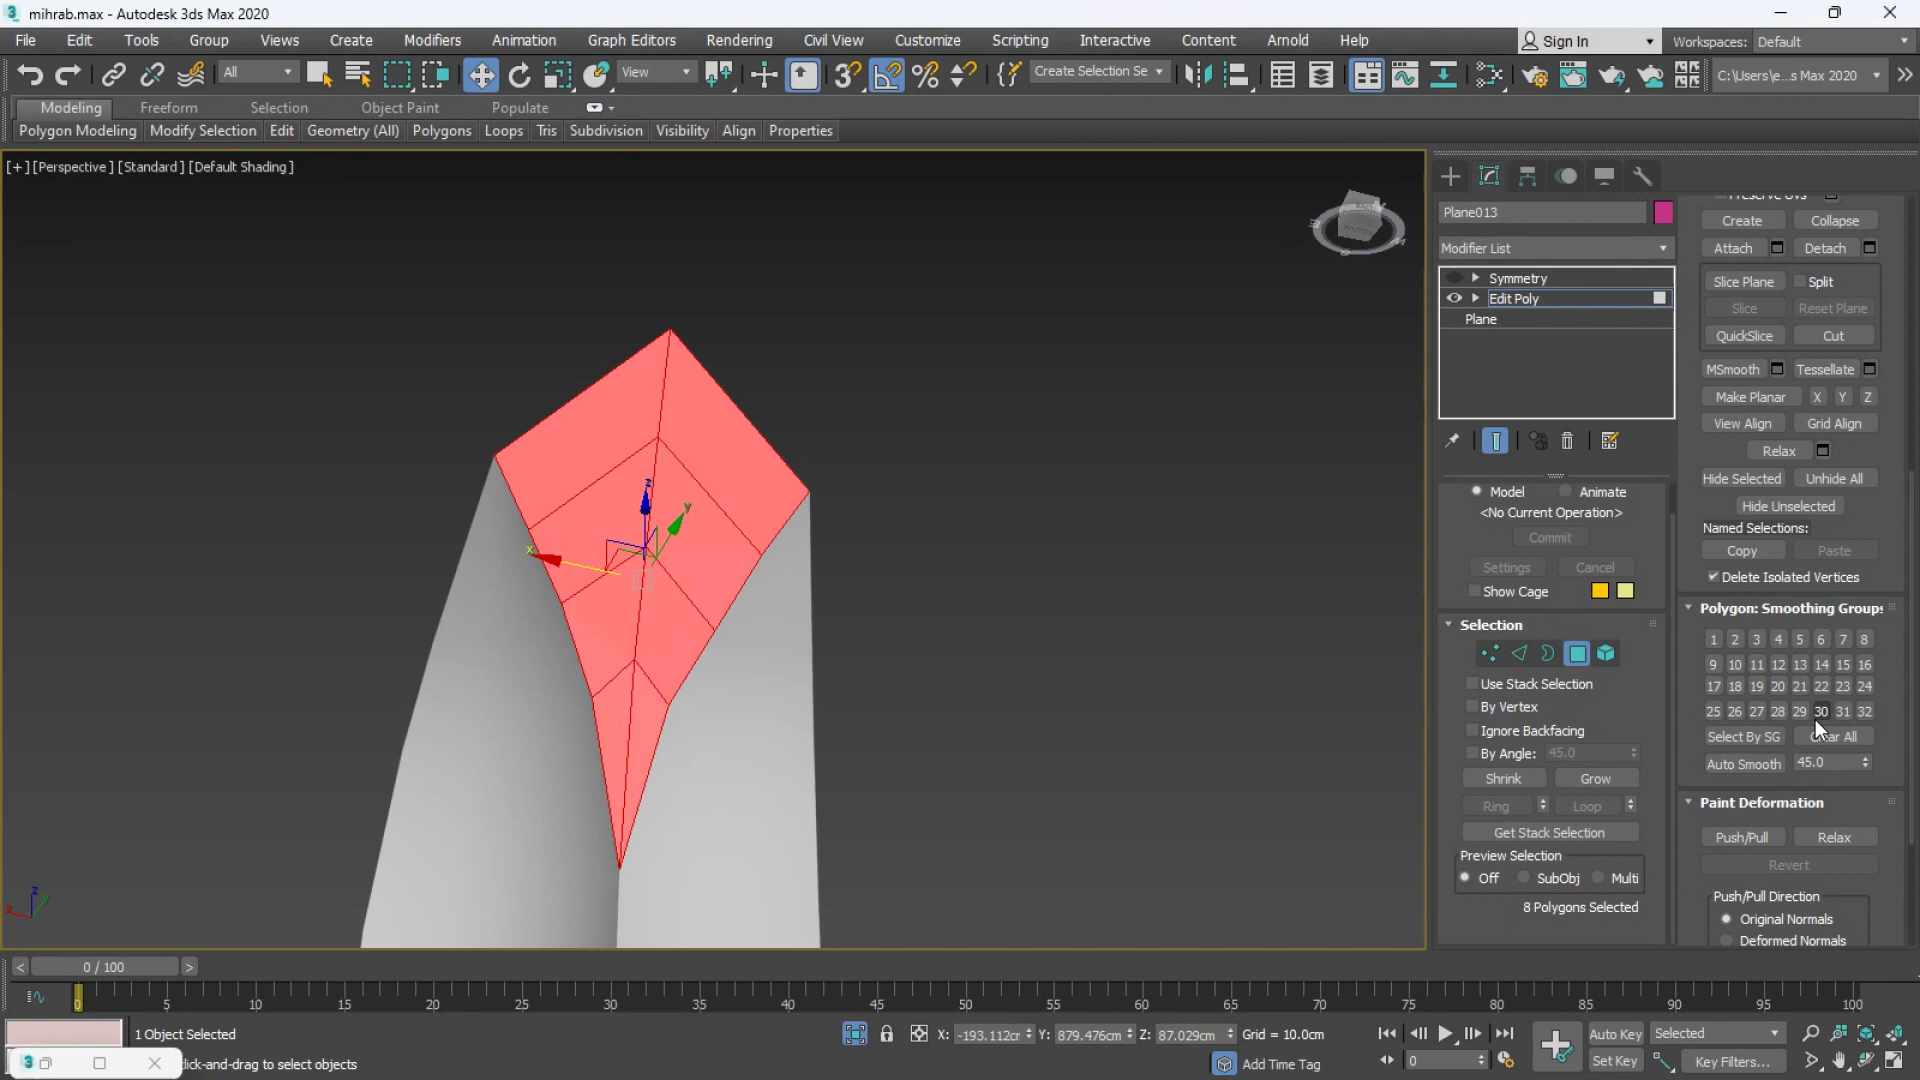 mihrab.max - Autodesk 3ds Max 2020
File Edit Tools Group Views Create Modifiers Animation Graph Editors Rendering Civil View Customize Scripting Interactive Content Arnold Help
Sign In Workspaces: Default
All View Create Selection Se C:\Users\e...s Max 2020
Modeling Freeform Selection Object Paint Populate
Polygon Modeling Modify Selection Edit Geometry (All) Polygons Loops Tris Subdivision Visibility Align Properties
[+] [Perspective] [Standard] [Default Shading]
Plane013
Modifier List
Symmetry
Edit Poly
Plane
Model Animate
<No Current Operation>
Commit
Settings Cancel
Show Cage
Selection
Use Stack Selection
By Vertex
Ignore Backfacing
By Angle: 45.0
Shrink Grow
Ring Loop
Get Stack Selection
Preview Selection
Off SubObj Multi
8 Polygons Selected
Create Collapse
Attach Detach
Slice Plane Split
Slice Reset Plane
QuickSlice Cut
MSmooth Tessellate
Make Planar X Y Z
View Align Grid Align
Relax
Hide Selected Unhide All
Hide Unselected
Named Selections:
Copy Paste
Delete Isolated Vertices
Polygon: Smoothing Groups
1 2 3 4 5 6 7 8
9 10 11 12 13 14 15 16
17 18 19 20 21 22 23 24
25 26 27 28 29 30 31 32
Select By SG
Auto Smooth 45.0
Paint Deformation
Push/Pull Relax
Revert
Push/Pull Direction
Original Normals
Deformed Normals
x y z
z
< 0 / 100 >
0 5 10 15 20 25 30 35 40 45 50 55 60 65 70 75 80 85 90 95 100
1 Object Selected
X: -193.112cm Y: 879.476cm Z: 87.029cm Grid = 10.0cm
Auto Key Selected
lick-and-drag to select objects
Add Time Tag
0
Set Key Key Filters...
3